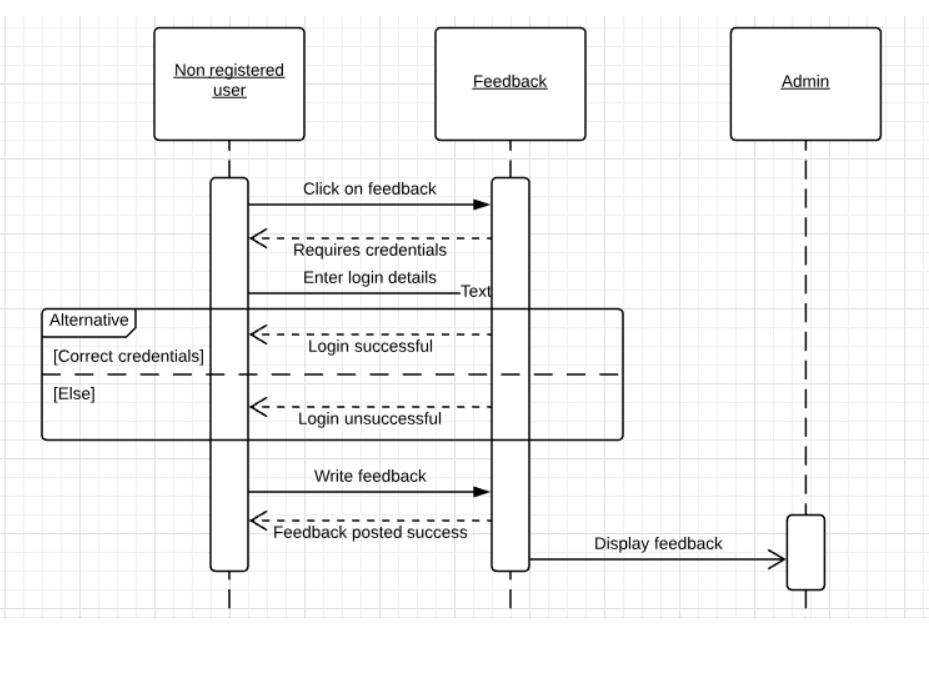 Non registered
user
Feedback
Admin
Click on feedback
Requires credentials
Enter login details
Text
Alternative
Login successful
[Correct credentials]
[Else]
Login unsuccessful
Write feedback
Feedback posted success
Display feedback